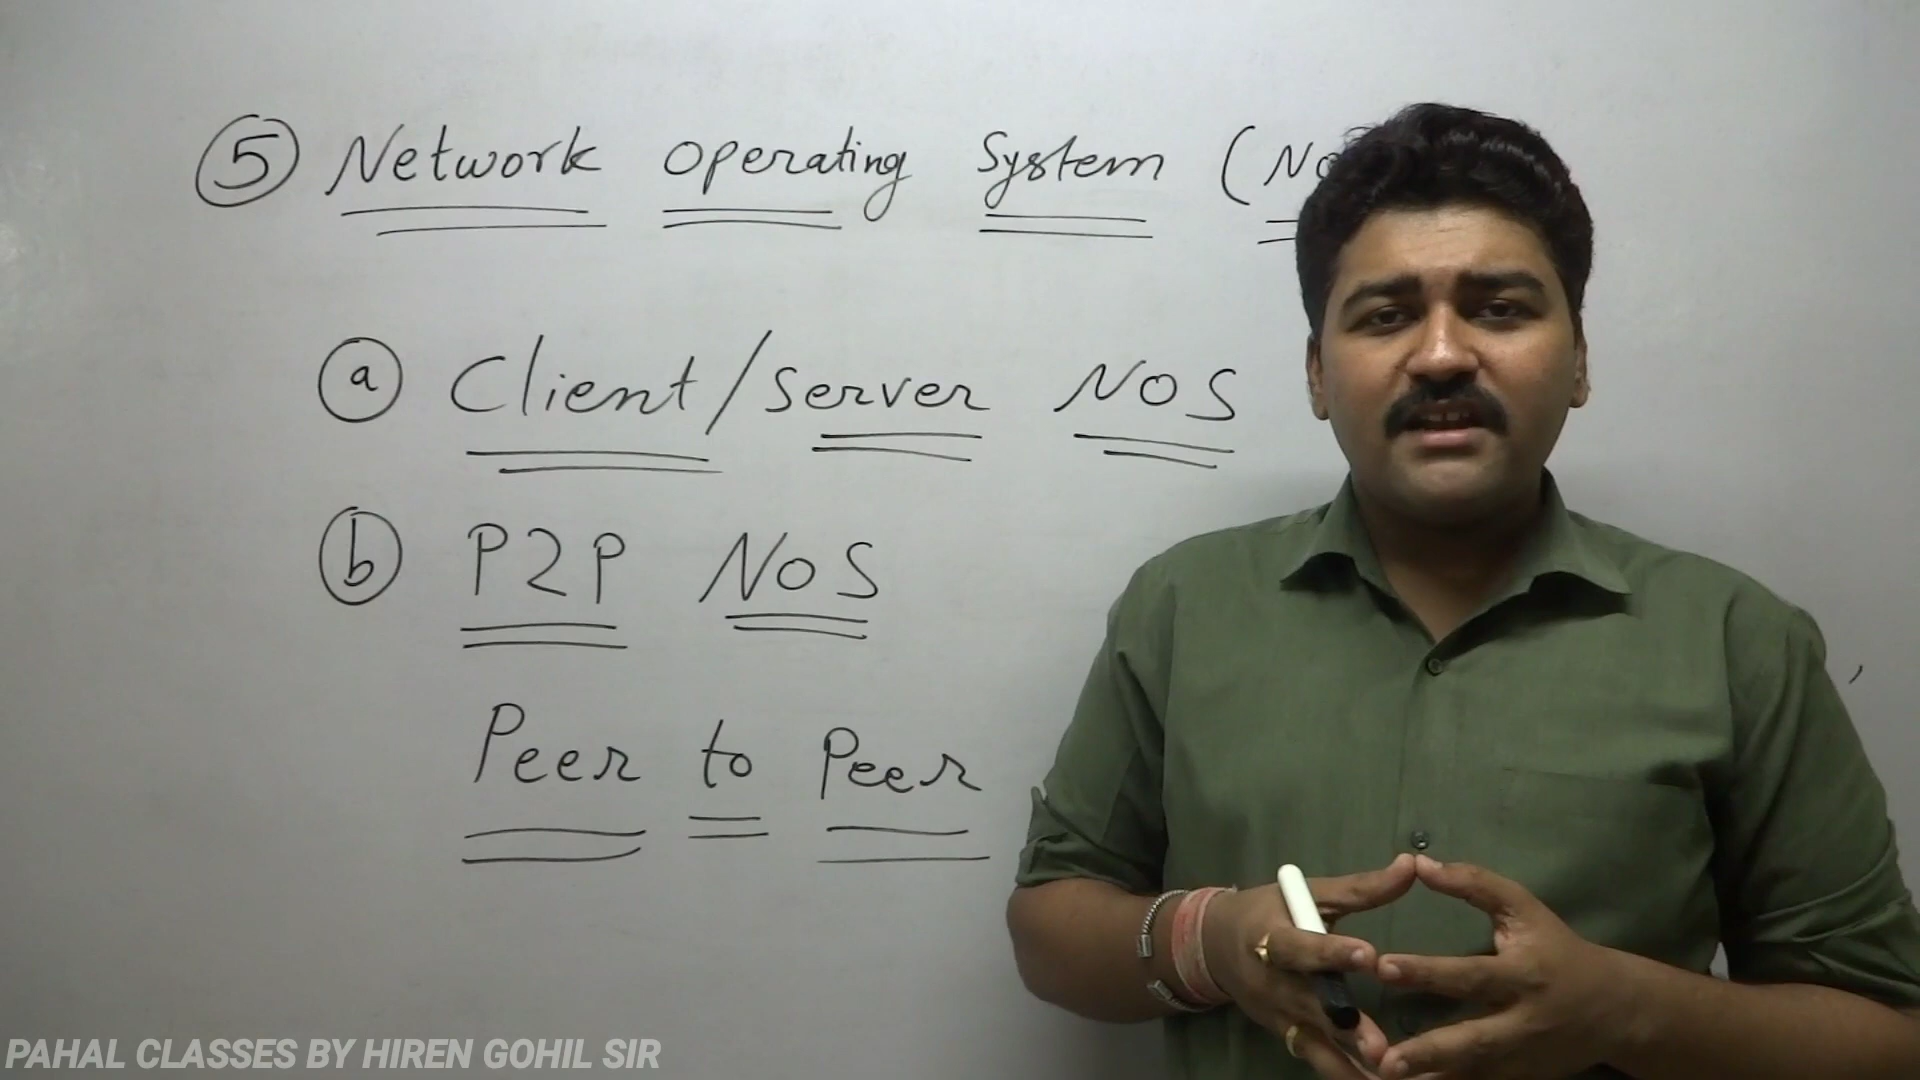 5 Network Operating System (No
a Client/Server NOS
b P2P NOS
Peer to Peer
PAHAL CLASSES BY HIREN GOHIL SIR